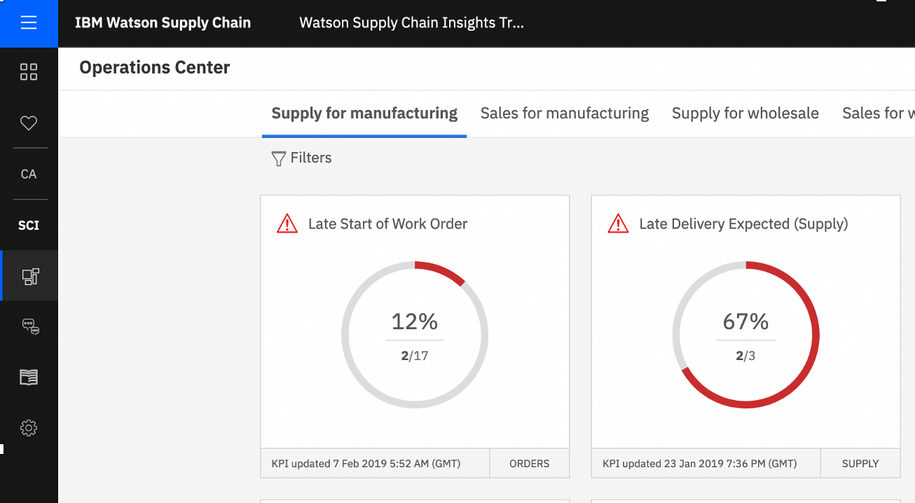 IBM Watson Supply Chain
Watson Supply Chain Insights Tr...
Operations Center
Supply for manufacturing
Sales for manufacturing
Supply for wholesale
Sales for w
Filters
CA
SCI
Late Start of Work Order
12%
2/17
KPI updated 7 Feb 2019 5:52 AM (GMT)
ORDERS
Late Delivery Expected (Supply)
67%
2/3
KPI updated 23 Jan 2019 7:36 PM (GMT)
SUPPLY